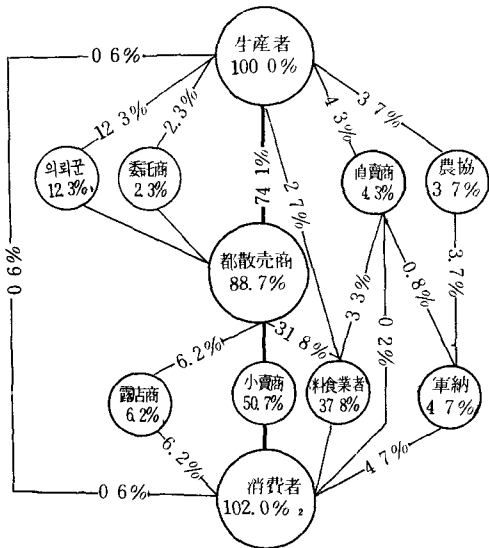 生産者
100 0%
0 6%
12 3%
2.3%
74 1%
2 7%
4 3%
3 7%
의뢰꾼
12.3%
委託商
2.3%
直賣商
4.3%
農協
3 7%
都散売商
88.7%
0 6%
3 3%
0 2%
0.8%
3.7%
6.2%
31.8%
露店商
6.2%
小賣商
50.7%
料食業者
37 8%
軍納
4 7%
6.2%
4 7%
消費者
102.0% 2
0 6%